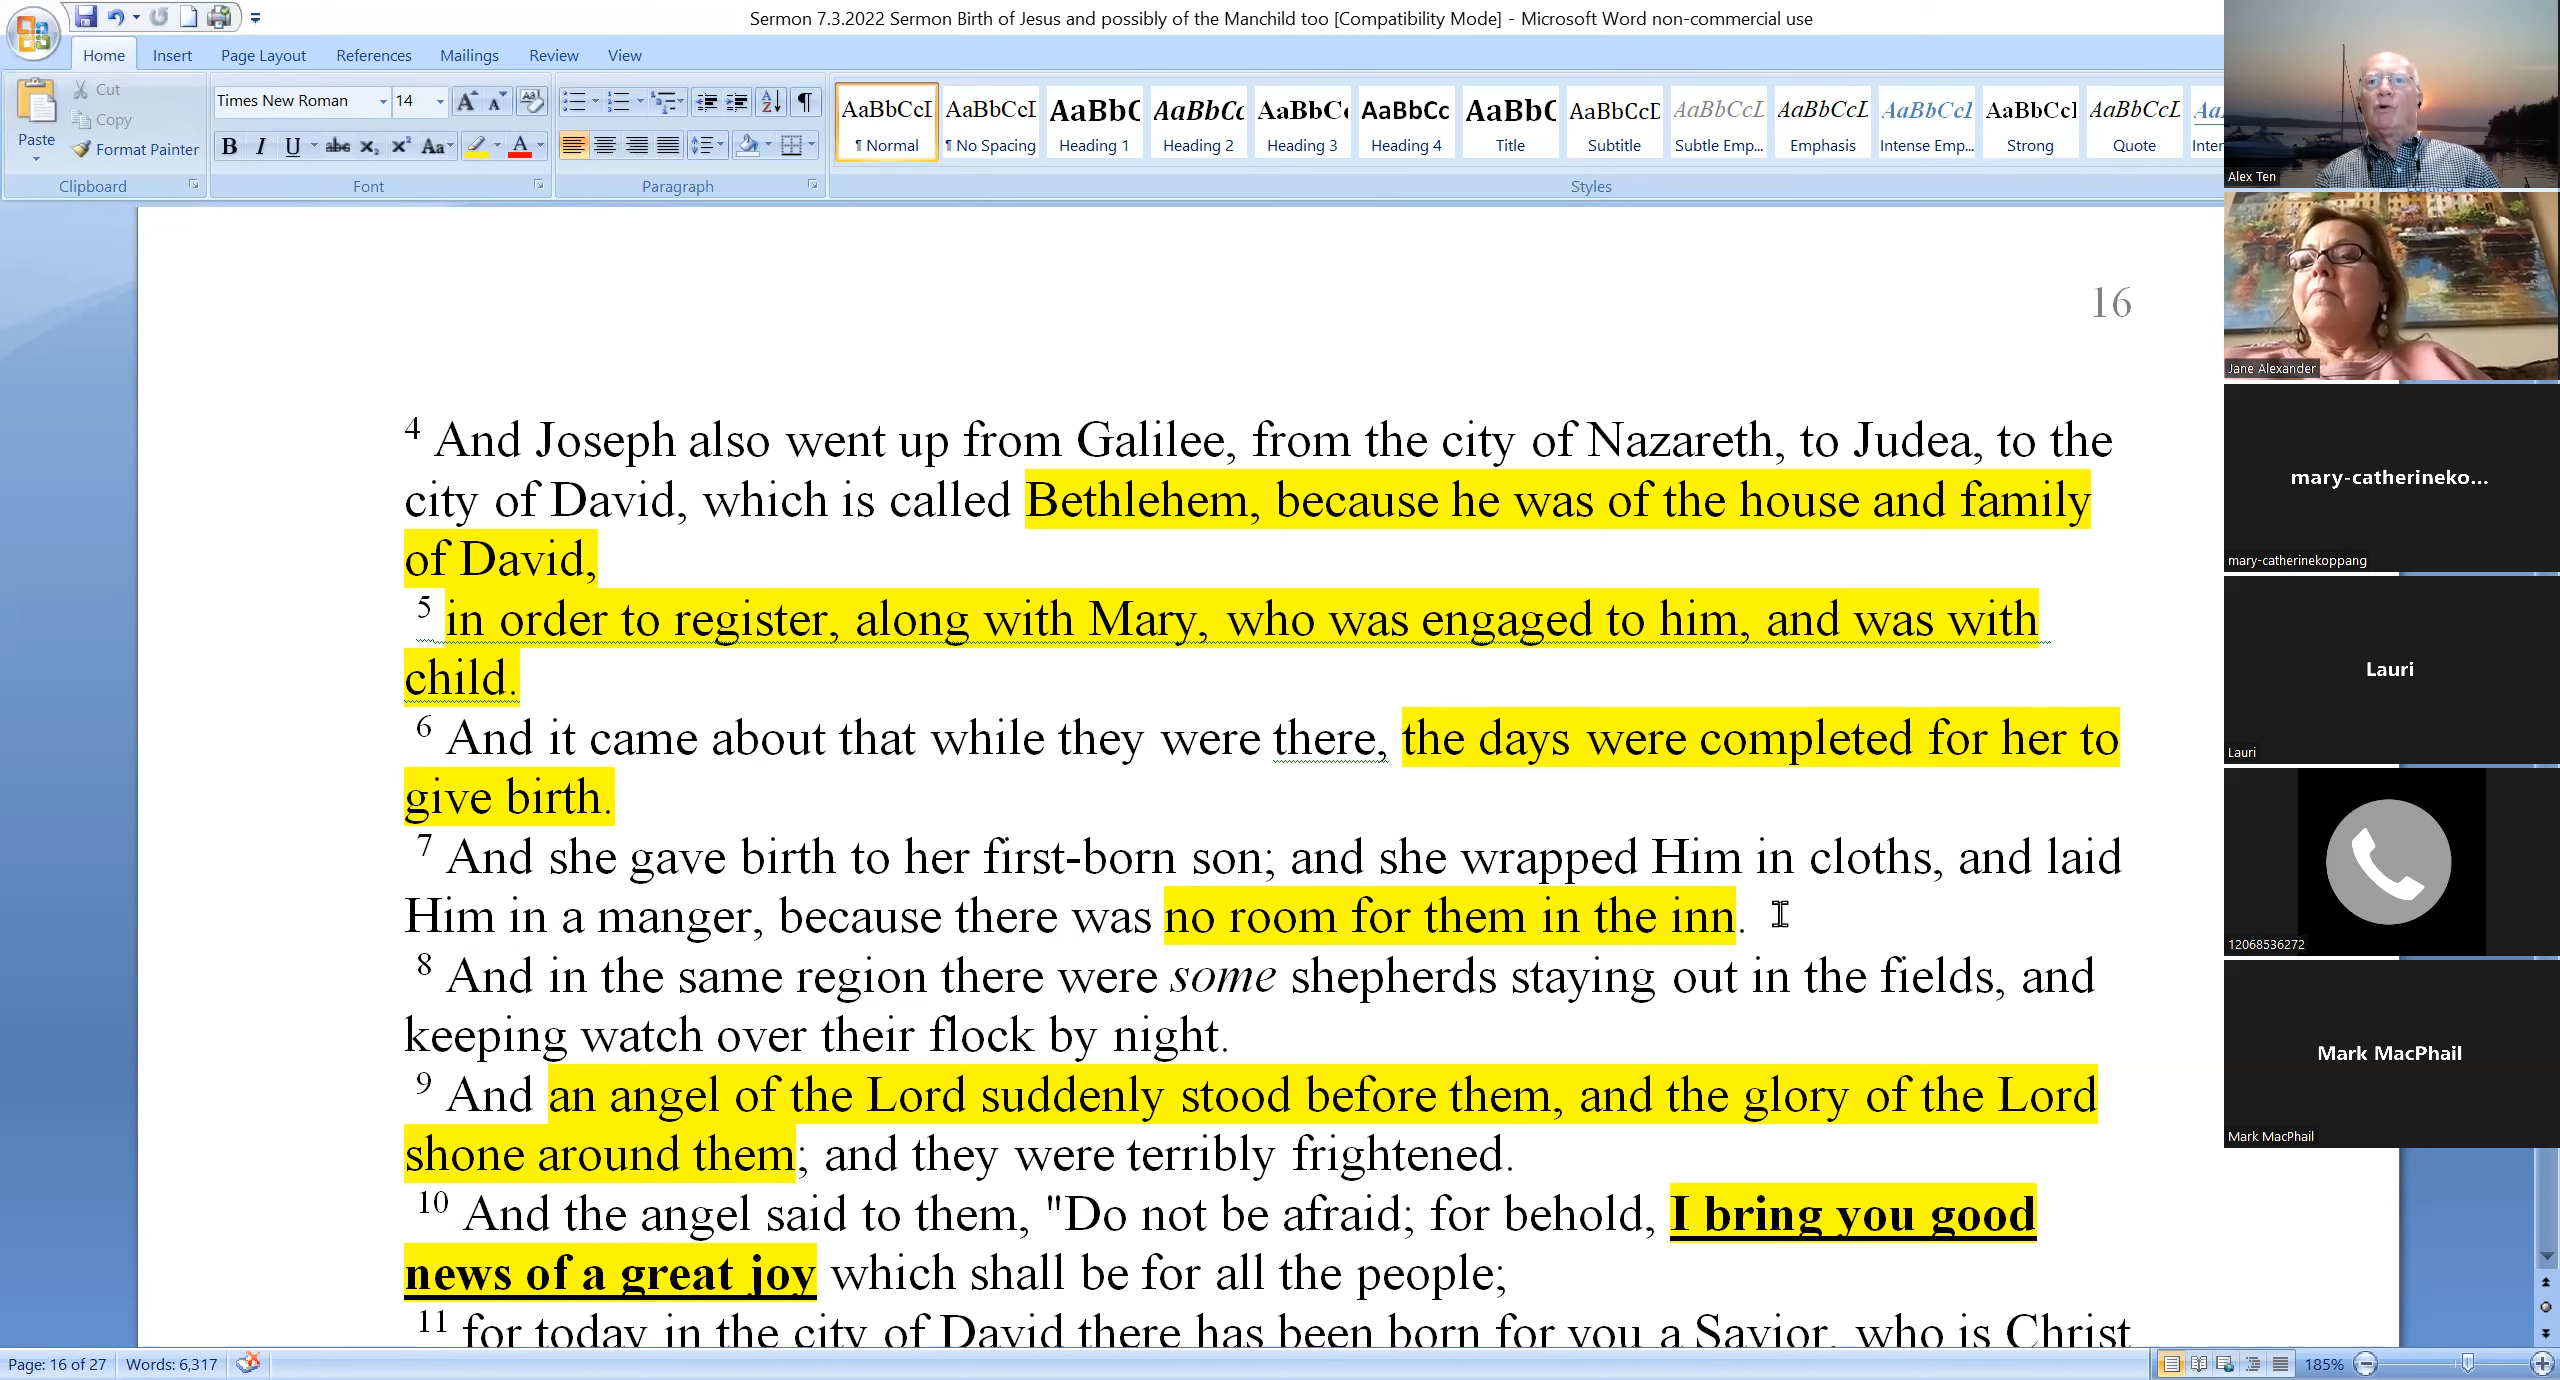 Sermon 7.3.2022 Sermon Birth of Jesus and possibly of the Manchild too [Compatibility Mode] - Microsoft Word non-commercial use
Home Insert Page Layout References Mailings Review View
Paste
Cut
Copy
Format Painter
Clipboard
Times New Roman 14
B I U abc x₂ x² Aa A
Font
Paragraph
AaBbCcI AaBbCcI AaBbC AaBbCc AaBbCc AaBbCc AaBbC AaBbCcD AaBbCcL AaBbCcL AaBbCcI AaBbCcI AaBbCcL
¶ Normal ¶ No Spacing Heading 1 Heading 2 Heading 3 Heading 4 Title Subtitle Subtle Emp... Emphasis Intense Emp... Strong Quote Inter
Styles
16
4 And Joseph also went up from Galilee, from the city of Nazareth, to Judea, to the
city of David, which is called Bethlehem, because he was of the house and family
of David,
5 in order to register, along with Mary, who was engaged to him, and was with
child.
6 And it came about that while they were there, the days were completed for her to
give birth.
7 And she gave birth to her first-born son; and she wrapped Him in cloths, and laid
Him in a manger, because there was no room for them in the inn.
8 And in the same region there were some shepherds staying out in the fields, and
keeping watch over their flock by night.
9 And an angel of the Lord suddenly stood before them, and the glory of the Lord
shone around them; and they were terribly frightened.
10 And the angel said to them, "Do not be afraid; for behold, I bring you good
news of a great joy which shall be for all the people;
11 for today in the city of David there has been born for you a Savior, who is Christ
Page: 16 of 27 Words: 6,317
185%
Alex Ten
Jane Alexander
mary-catherineko...
mary-catherinekoppang
Lauri
Lauri
12068536272
Mark MacPhail
Mark MacPhail